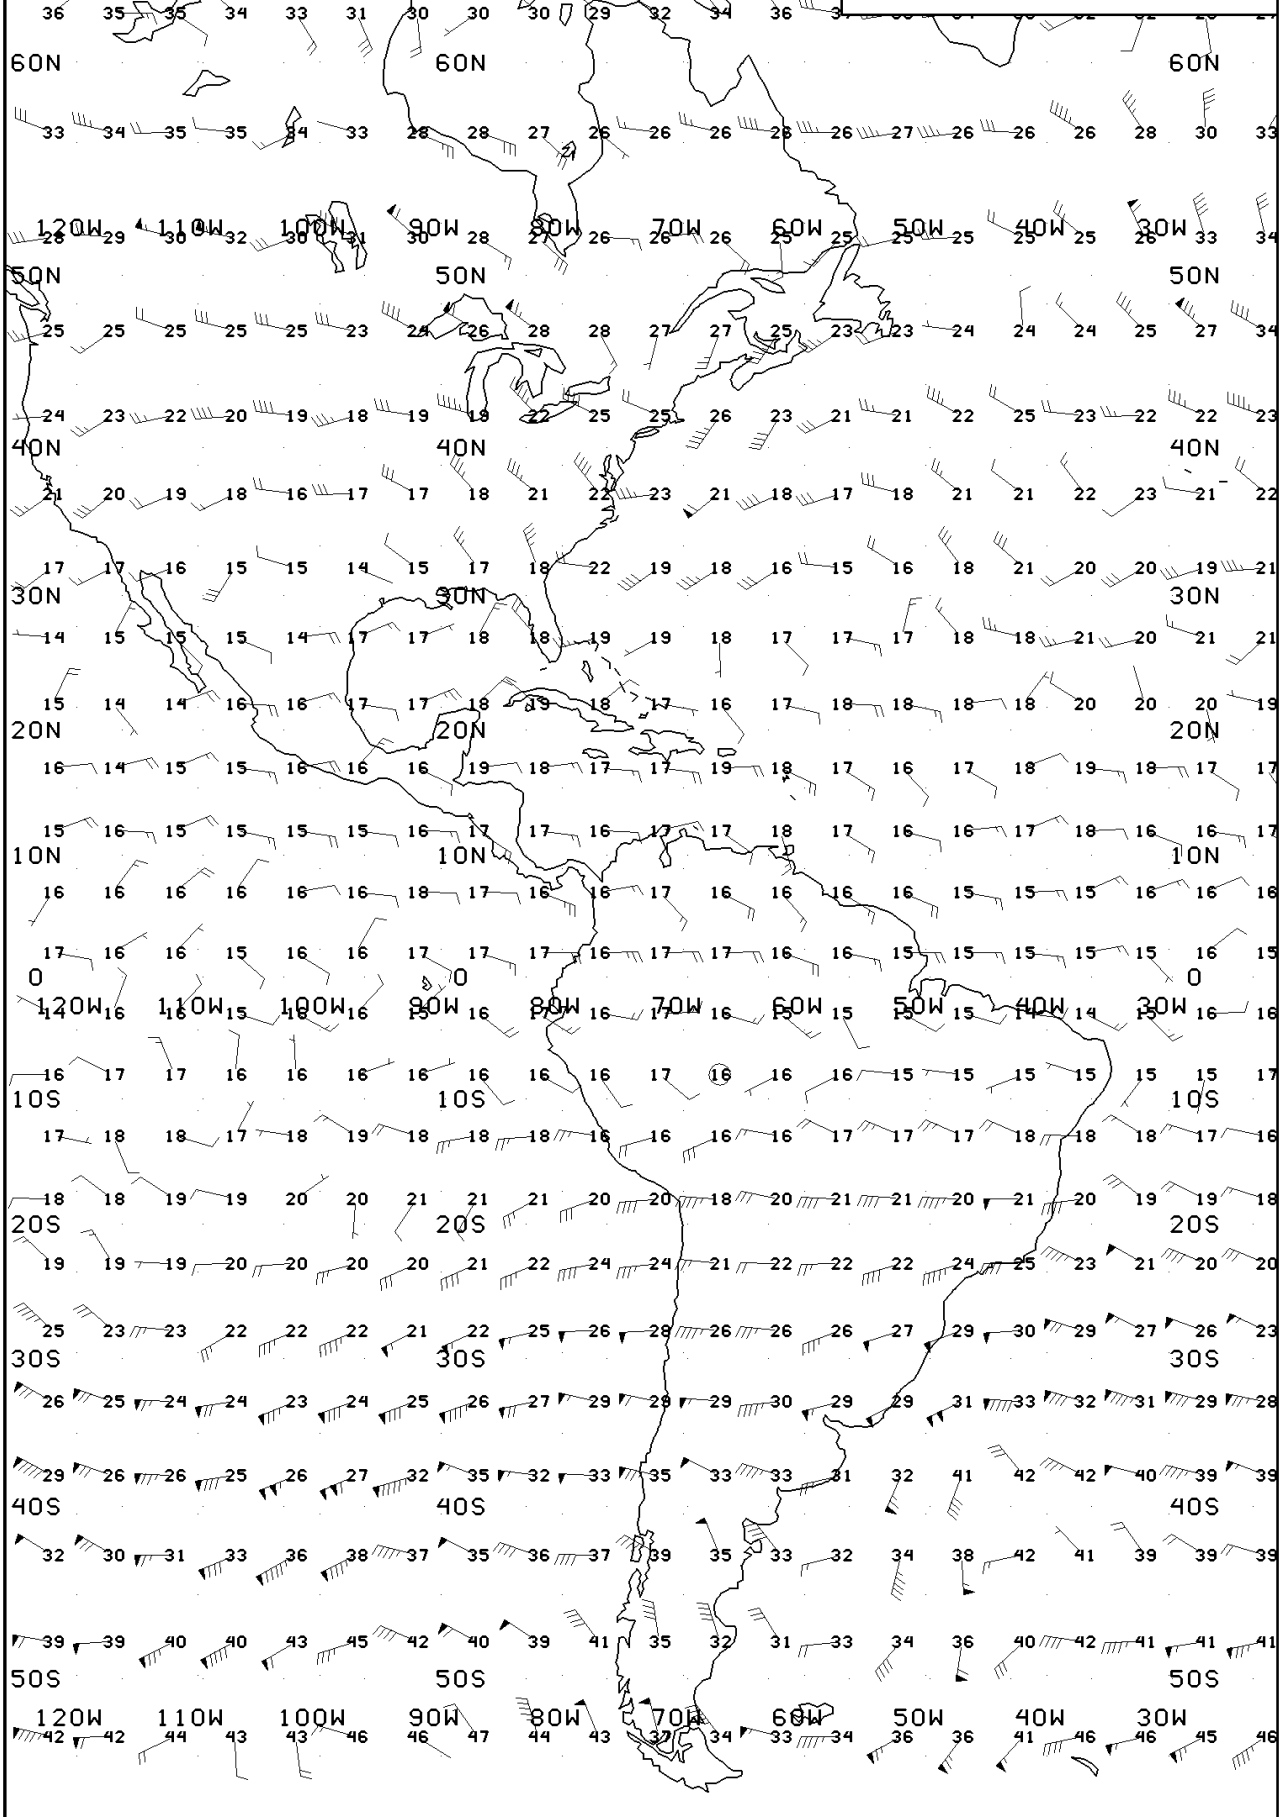 36 35 35 34 33 31 30 30 30 29 32 34 36
60N 60N 60N
33 34 35 35 34 33 28 28 27 26 26 26 28 26 27 26 26 26 28 30 33
120W 110W 100W 90W 80W 70W 60W 50W 40W 30W
28 29 30 32 30 31 30 28 27 26 26 26 25 25 25 25 25 25 26 33 34
50N 50N 50N
25 25 25 25 25 23 24 26 28 28 27 27 25 23 23 24 24 24 25 27 34
24 23 22 20 19 18 19 19 22 25 25 26 23 21 21 22 25 23 22 22 23
40N 40N 40N
21 20 19 18 16 17 17 18 21 22 23 21 18 17 18 21 21 22 23 21 22
17 17 16 15 15 14 15 17 18 22 19 18 16 15 16 18 21 20 20 19 21
30N 30N 30N
14 15 15 15 14 17 17 18 18 19 19 18 17 17 17 18 18 21 20 21 21
15 14 14 16 16 17 17 18 19 18 17 16 17 18 18 18 18 20 20 20 19
20N 20N 20N
16 14 15 15 16 16 16 19 18 17 17 19 18 17 16 17 18 19 18 17 17
15 16 15 15 15 15 16 17 17 16 17 17 18 17 16 16 17 18 16 16 17
10N 10N 10N
16 16 16 16 16 16 18 17 16 16 17 16 16 16 16 15 15 15 16 16 16
17 16 16 15 16 16 17 17 17 16 17 17 16 16 15 15 15 15 15 16 15
0 0 0
120W 110W 100W 90W 80W 70W 60W 50W 40W 30W
14 16 16 15 16 16 15 16 17 16 17 16 15 15 15 15 14 14 15 16 16
16 17 17 16 16 16 16 16 16 16 17 16 16 16 15 15 15 15 15 15 17
10S 10S 10S
17 18 18 17 18 19 18 18 18 16 16 16 16 17 17 17 18 18 18 17 16
18 18 19 19 20 20 21 21 21 20 20 18 20 21 21 20 21 20 19 19 18
20S 20S 20S
19 19 19 20 20 20 20 21 22 24 24 21 22 22 22 24 25 23 21 20 20
25 23 23 22 22 22 21 22 25 26 28 26 26 26 27 29 30 29 27 26 23
30S 30S 30S
26 25 24 24 23 24 25 26 27 29 29 29 30 29 29 31 33 32 31 29 28
29 26 26 25 26 27 32 35 32 33 35 33 33 31 32 41 42 42 40 39 39
40S 40S 40S
32 30 31 33 36 38 37 35 36 37 39 35 33 32 34 38 42 41 39 39 39
39 39 40 40 43 45 42 40 39 41 35 32 31 33 34 36 40 42 41 41 41
50S 50S 50S
120W 110W 100W 90W 80W 70W 60W 50W 40W 30W
42 42 44 43 43 46 46 47 44 43 37 34 33 34 36 36 41 46 46 45 46